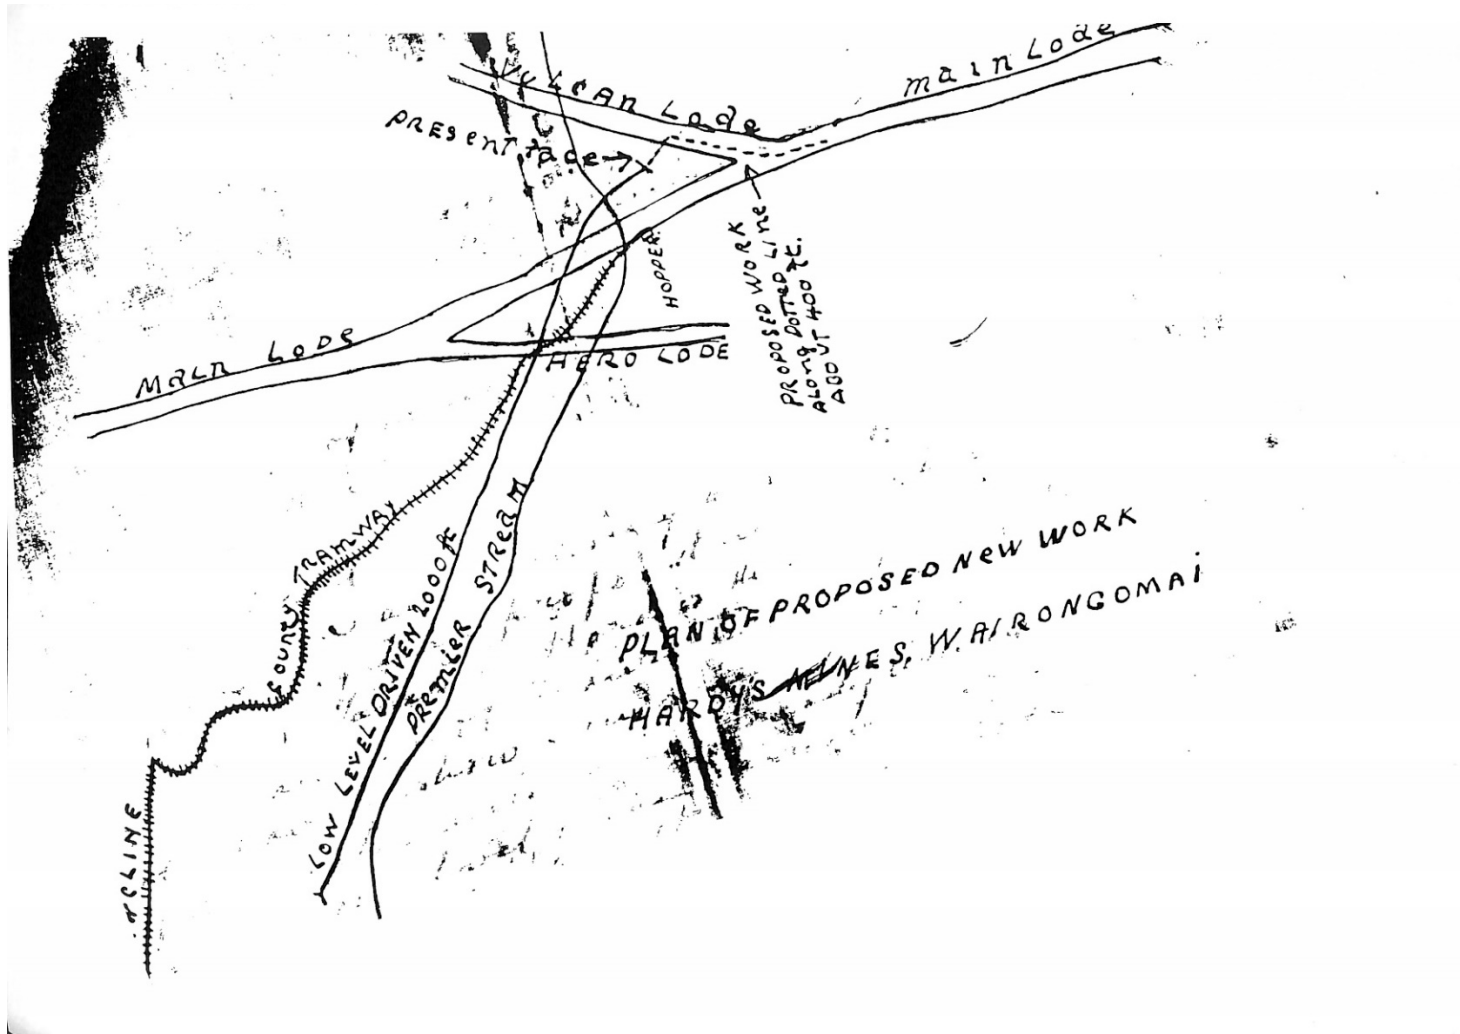 main Lode
VuLcan Lode
PRESent face
PROPOSED WORK
ALONG DOTTED LINE
ABOUT 400 ft.
HOPPER.
Main LODE
HERO LODE
County TRAMWAY
LOW LEVEL DRIVEN 2000 ft
PREMIER STREAM
INCLINE
PLAN OF PROPOSED NEW WORK
HARDY'S MINES, WAIRONGOMAI